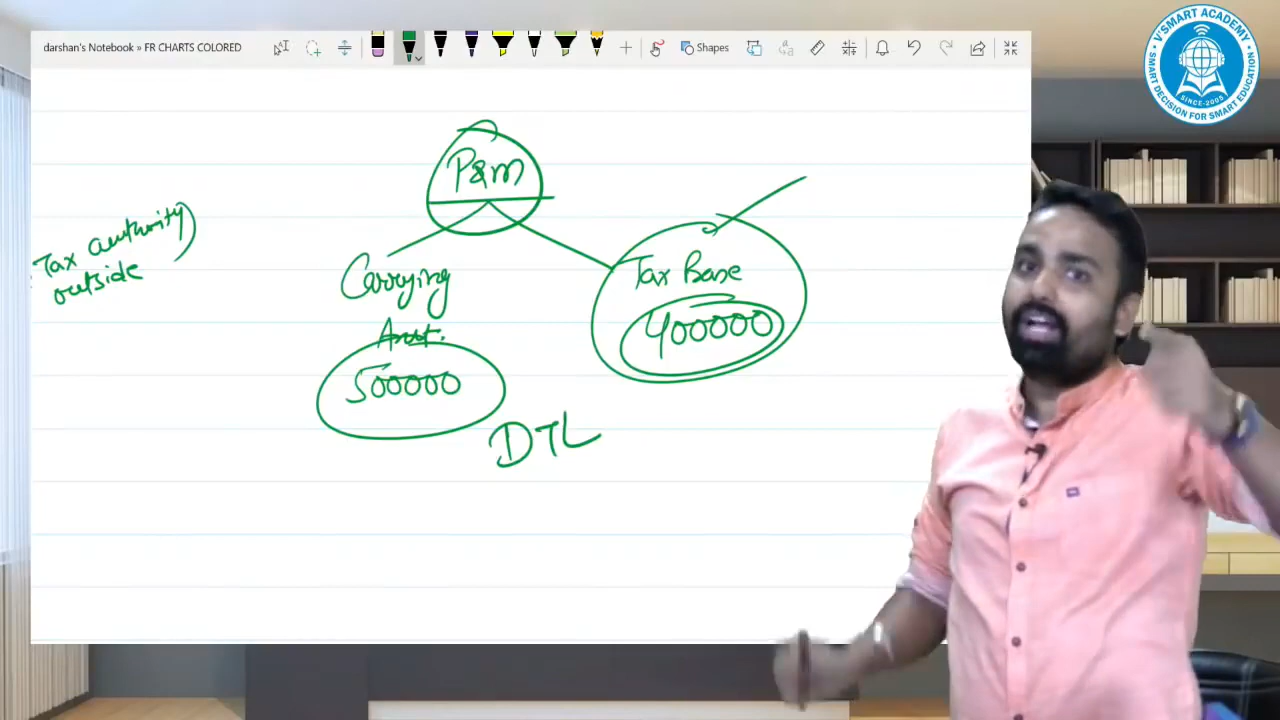 darshan's Notebook » FR CHARTS COLORED
Shapes
V'SMART ACADEMY
SMART DECISION FOR SMART EDUCATION
SINCE-2005
P&m
Tax authority
outside
Carrying
Amt.
500000
Tax Base
400000
DTL